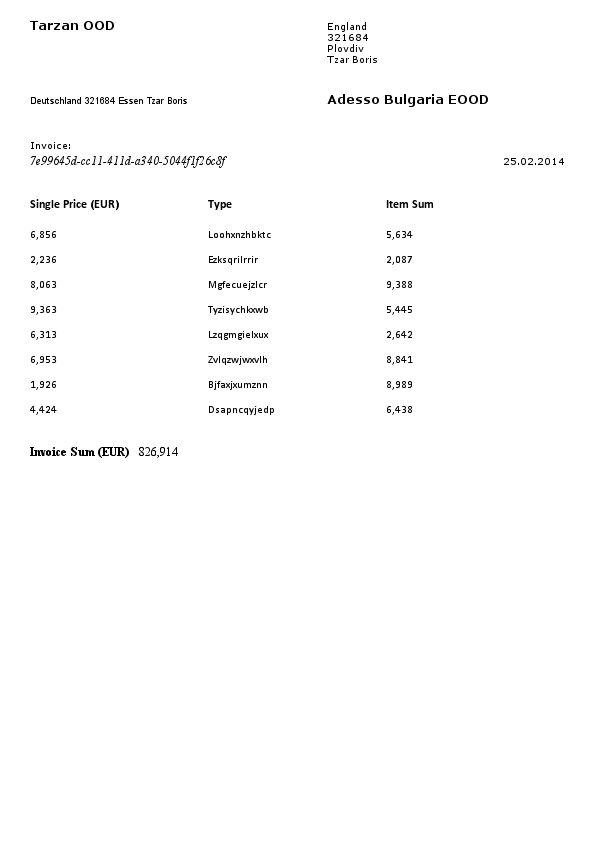 Tarzan OOD
England
321684
Plovdiv
Tzar Boris
Deutschland 321684 Essen Tzar Boris
Adesso Bulgaria EOOD
Invoice:
7e99645d-cc11-411d-a340-5044f1f26c8f
25.02.2014
Single Price (EUR) Type Item Sum
6,856 Loohxnzhbktc 5,634
2,236 Ezksqrilrrir 2,087
8,063 Mgfecuejzlcr 9,388
9,363 Tyzisychkxwb 5,445
6,313 Lzqgmgielxux 2,642
6,953 Zvlqzwjwxvlh 8,841
1,926 Bjfaxjxumznn 8,989
4,424 Dsapncqyjedp 6,438
Invoice Sum (EUR) 826,914